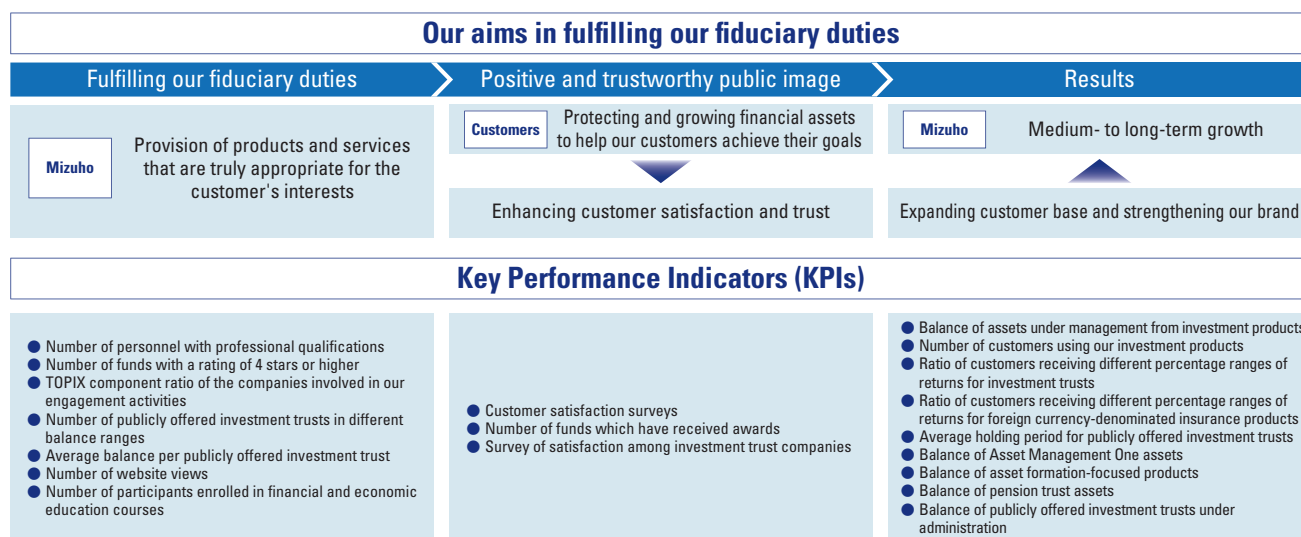 Our aims in fulfilling our fiduciary duties
Fulfilling our fiduciary duties
Positive and trustworthy public image
Results
Mizuho
Provision of products and services
that are truly appropriate for the
customer's interests
Customers
Protecting and growing financial assets
to help our customers achieve their goals
Enhancing customer satisfaction and trust
Mizuho
Medium- to long-term growth
Expanding customer base and strengthening our brand
Key Performance Indicators (KPIs)
● Number of personnel with professional qualifications
● Number of funds with a rating of 4 stars or higher
● TOPIX component ratio of the companies involved in our
engagement activities
● Number of publicly offered investment trusts in different
balance ranges
● Average balance per publicly offered investment trust
● Number of website views
● Number of participants enrolled in financial and economic
education courses
● Customer satisfaction surveys
● Number of funds which have received awards
● Survey of satisfaction among investment trust companies
● Balance of assets under management from investment products
● Number of customers using our investment products
● Ratio of customers receiving different percentage ranges of
returns for investment trusts
● Ratio of customers receiving different percentage ranges of
returns for foreign currency-denominated insurance products
● Average holding period for publicly offered investment trusts
● Balance of Asset Management One assets
● Balance of asset formation-focused products
● Balance of pension trust assets
● Balance of publicly offered investment trusts under
administration